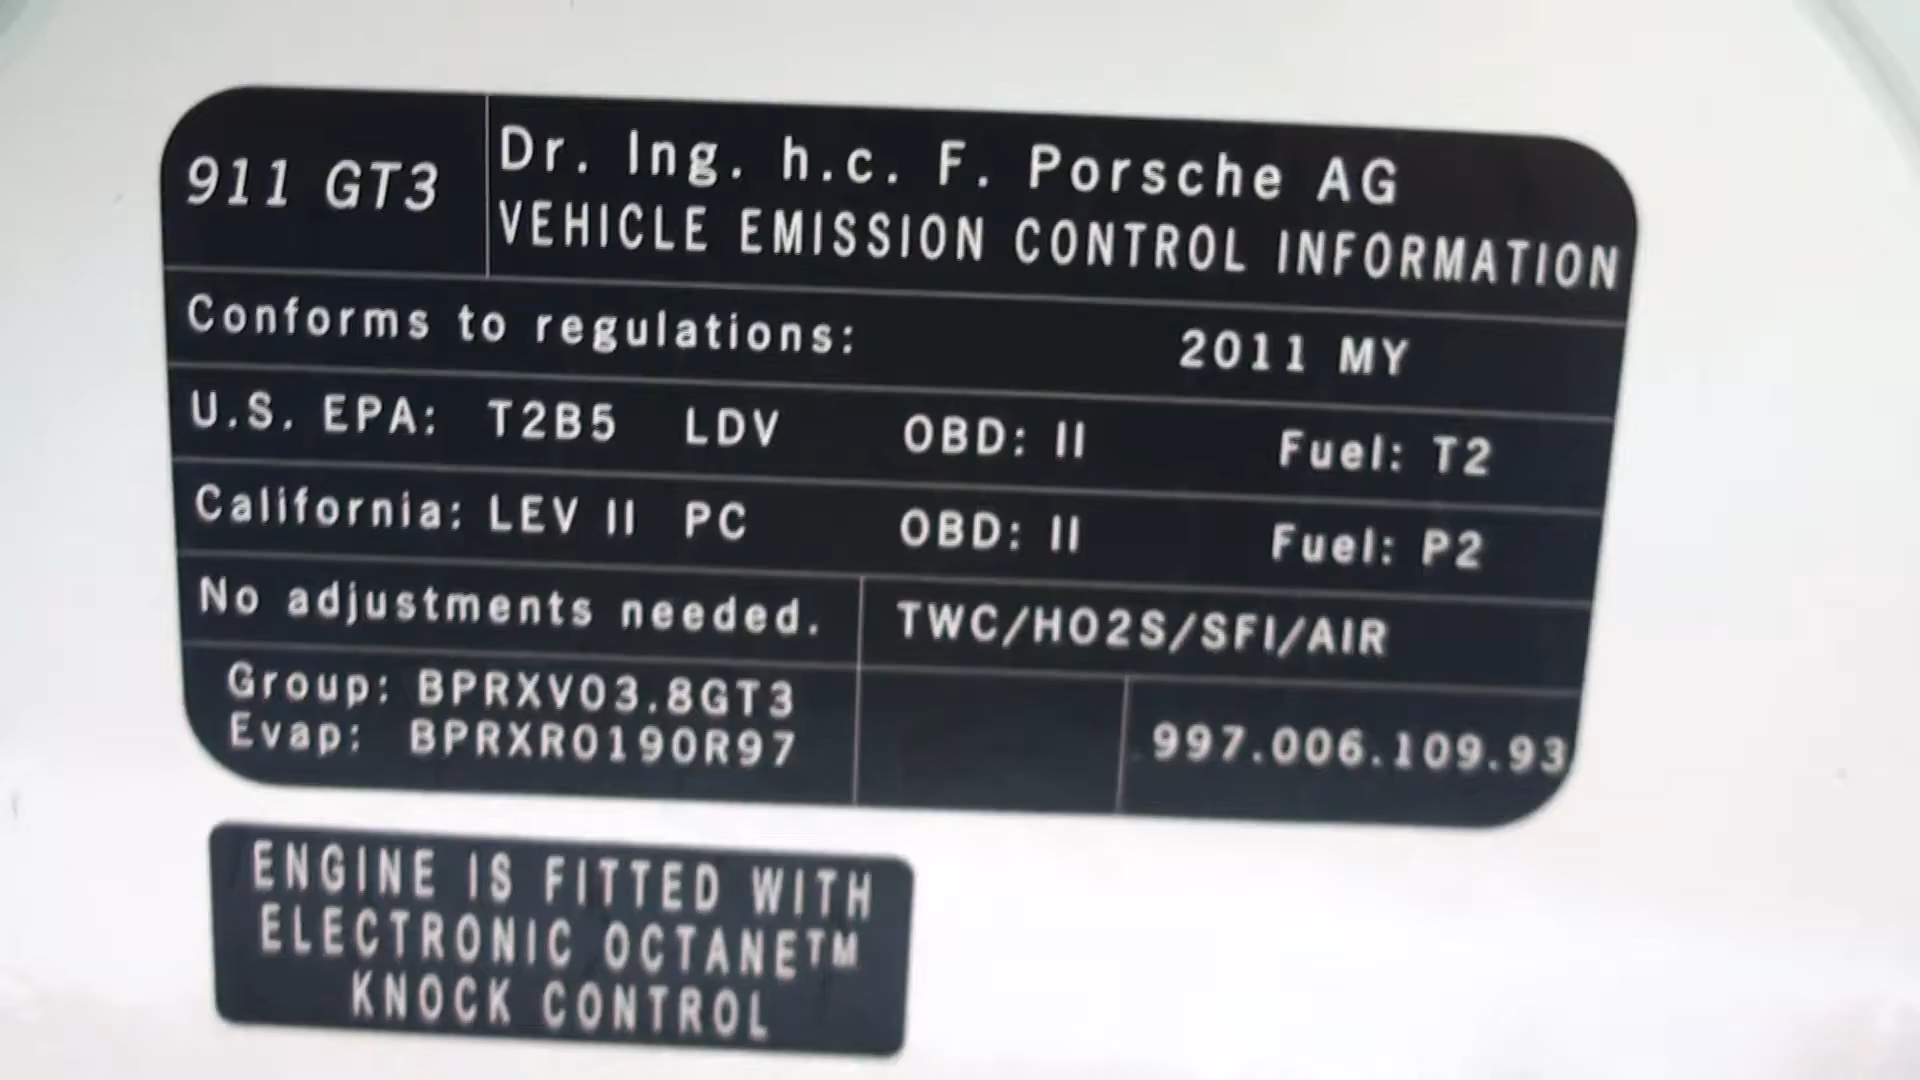 911 GT3
Dr. Ing. h.c. F. Porsche AG
VEHICLE EMISSION CONTROL INFORMATION
Conforms to regulations: 2011 MY
U.S. EPA: T2B5 LDV OBD: II Fuel: T2
California: LEV II PC OBD: II Fuel: P2
No adjustments needed. TWC/HO2S/SFI/AIR
Group: BPRXV03.8GT3
Evap: BPRXR0190R97
997.006.109.93
ENGINE IS FITTED WITH
ELECTRONIC OCTANE™
KNOCK CONTROL